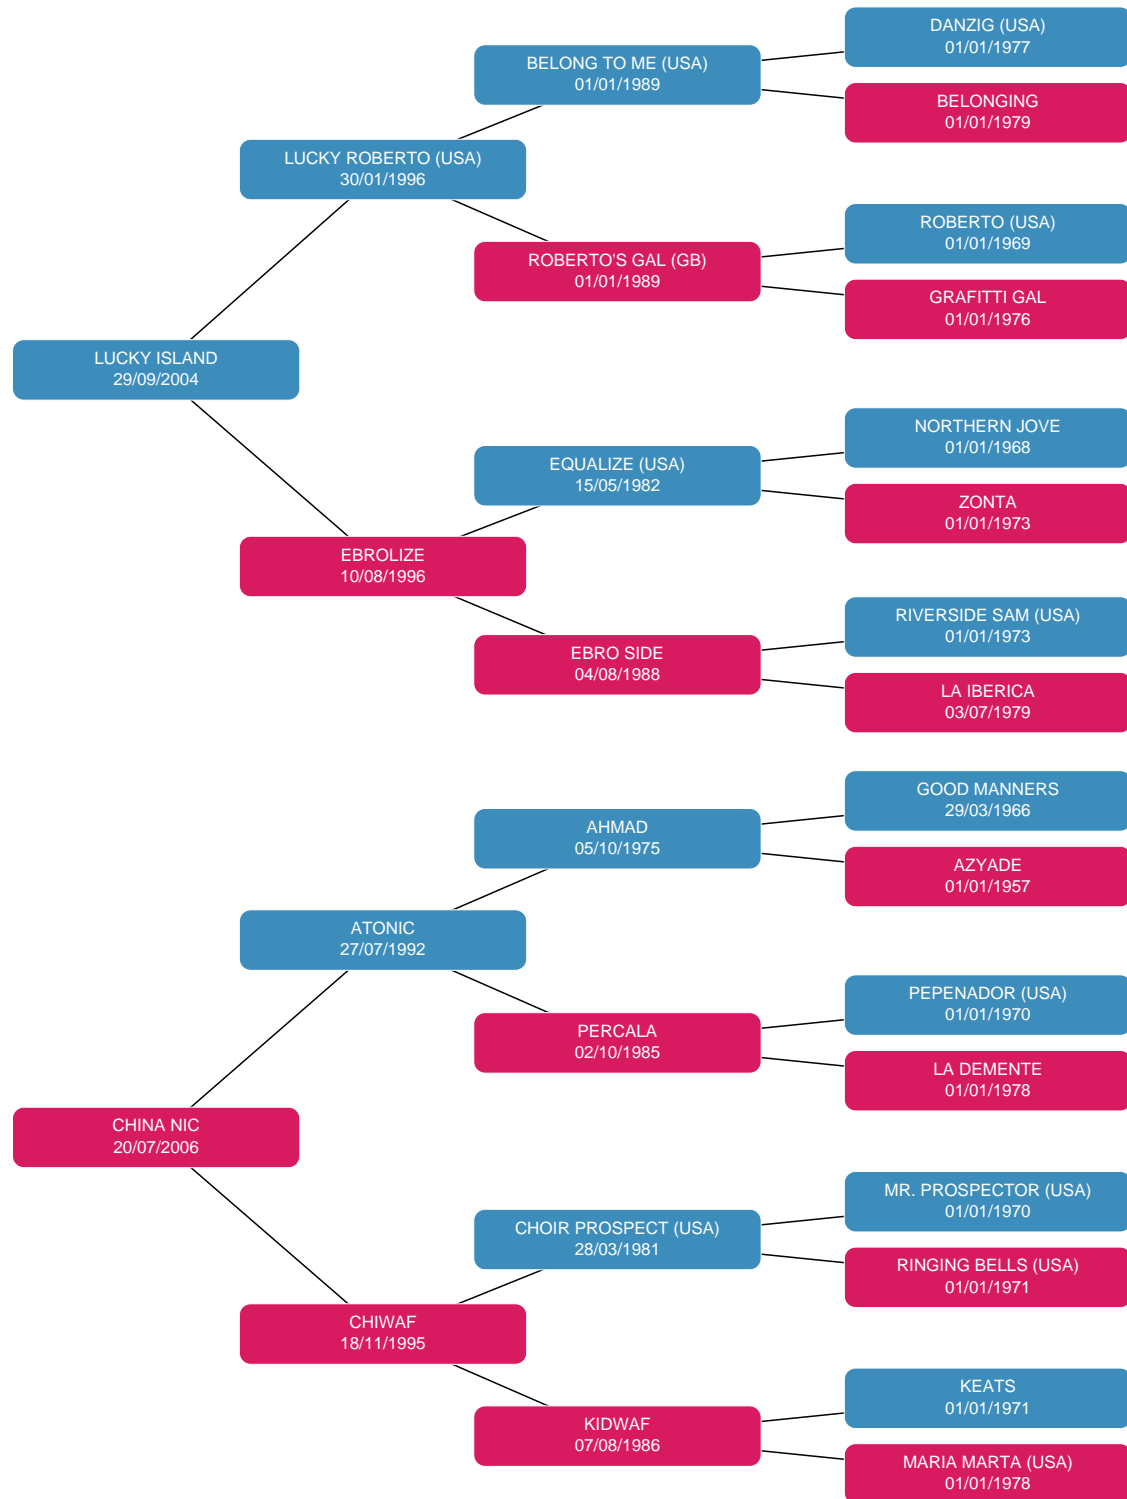 DANZIG (USA)
01/01/1977
BELONG TO ME (USA)
01/01/1989
BELONGING
01/01/1979
LUCKY ROBERTO (USA)
30/01/1996
ROBERTO (USA)
01/01/1969
ROBERTO'S GAL (GB)
01/01/1989
GRAFITTI GAL
01/01/1976
LUCKY ISLAND
29/09/2004
NORTHERN JOVE
01/01/1968
EQUALIZE (USA)
15/05/1982
ZONTA
01/01/1973
EBROLIZE
10/08/1996
RIVERSIDE SAM (USA)
01/01/1973
EBRO SIDE
04/08/1988
LA IBERICA
03/07/1979
GOOD MANNERS
29/03/1966
AHMAD
05/10/1975
AZYADE
01/01/1957
ATONIC
27/07/1992
PEPENADOR (USA)
01/01/1970
PERCALA
02/10/1985
LA DEMENTE
01/01/1978
CHINA NIC
20/07/2006
MR. PROSPECTOR (USA)
01/01/1970
CHOIR PROSPECT (USA)
28/03/1981
RINGING BELLS (USA)
01/01/1971
CHIWAF
18/11/1995
KEATS
01/01/1971
KIDWAF
07/08/1986
MARIA MARTA (USA)
01/01/1978